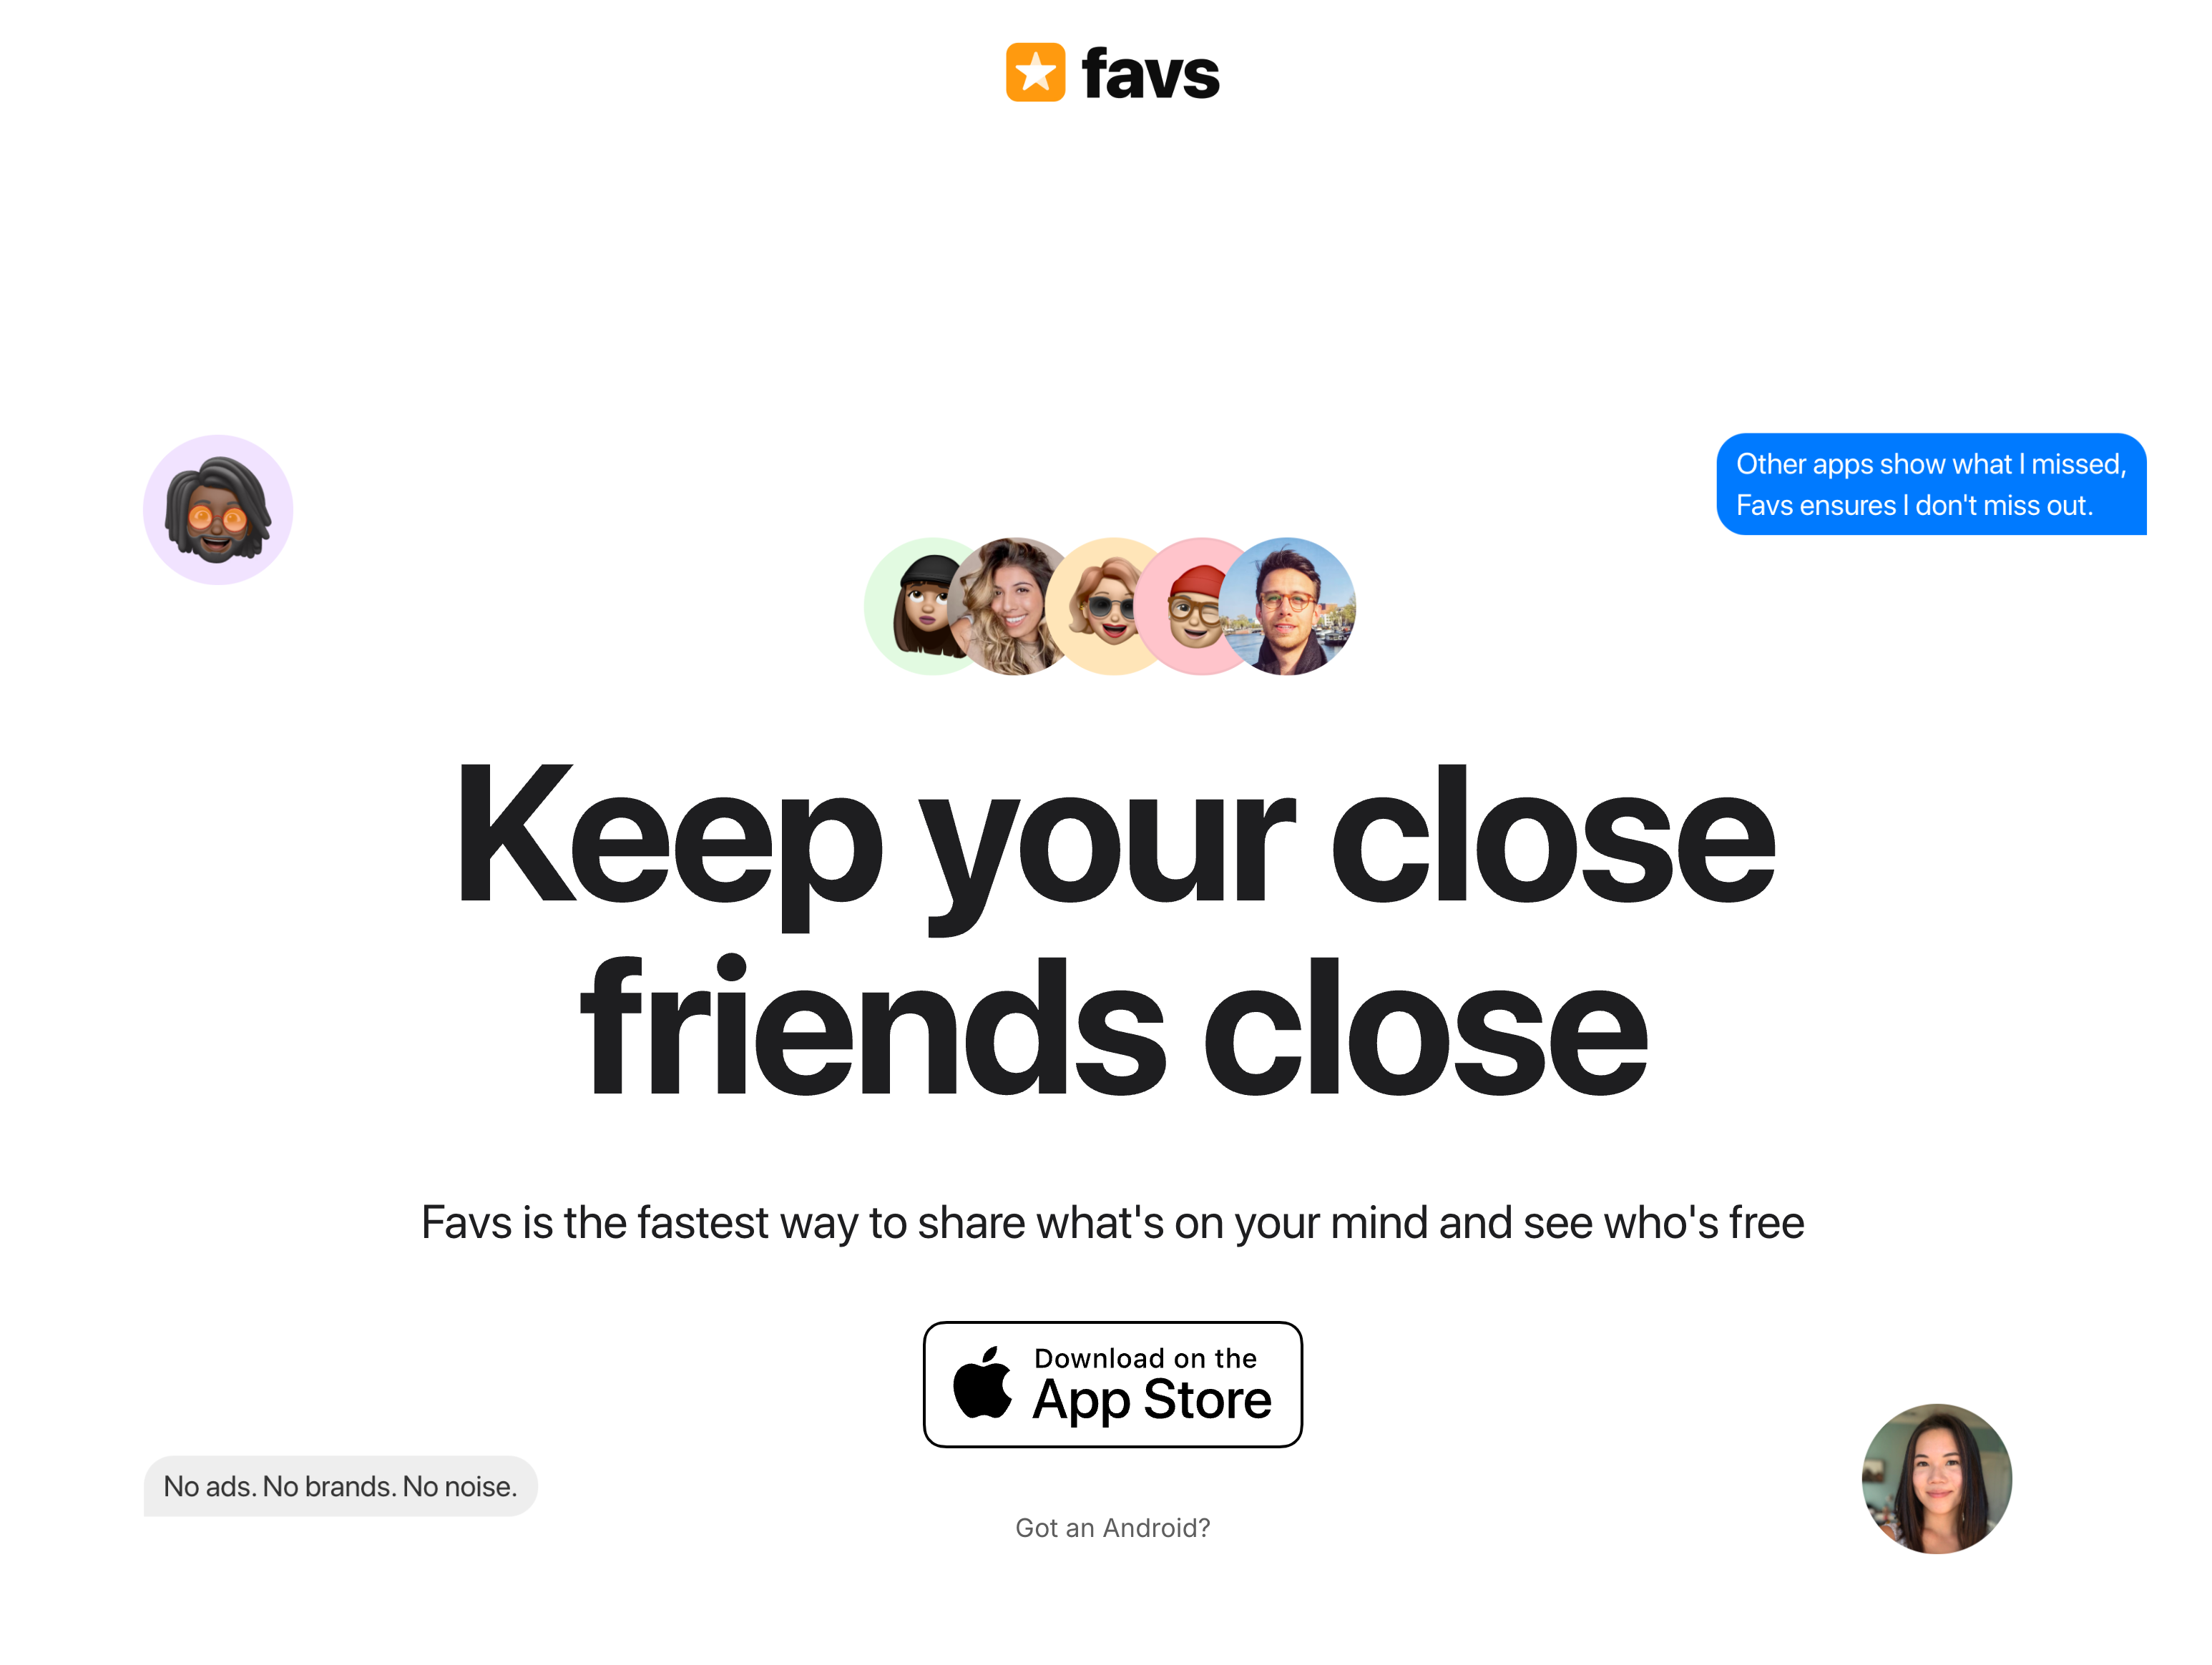 favs
Other apps show what I missed,
Favs ensures I don't miss out.
Keep your close
friends close
Favs is the fastest way to share what's on your mind and see who's free
Download on the
App Store
No ads. No brands. No noise.
Got an Android?